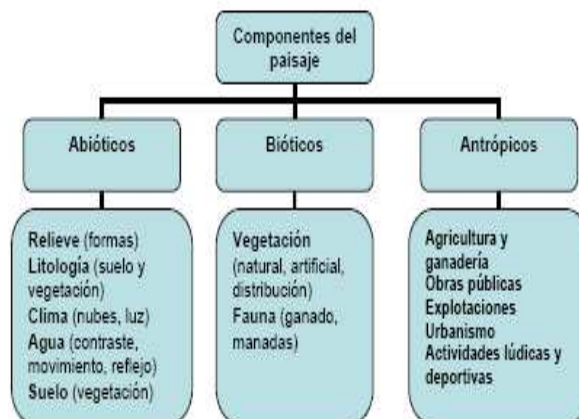 Componentes del
paisaje
Abióticos
Bióticos
Antrópicos
Relieve (formas)
Litología (suelo y
vegetación)
Clima (nubes, luz)
Agua (contraste,
movimiento, reflejo)
Suelo (vegetación)
Vegetación
(natural, artificial,
distribución)
Fauna (ganado,
manadas)
Agricultura y
ganadería
Obras públicas
Explotaciones
Urbanismo
Actividades lúdicas y
deportivas